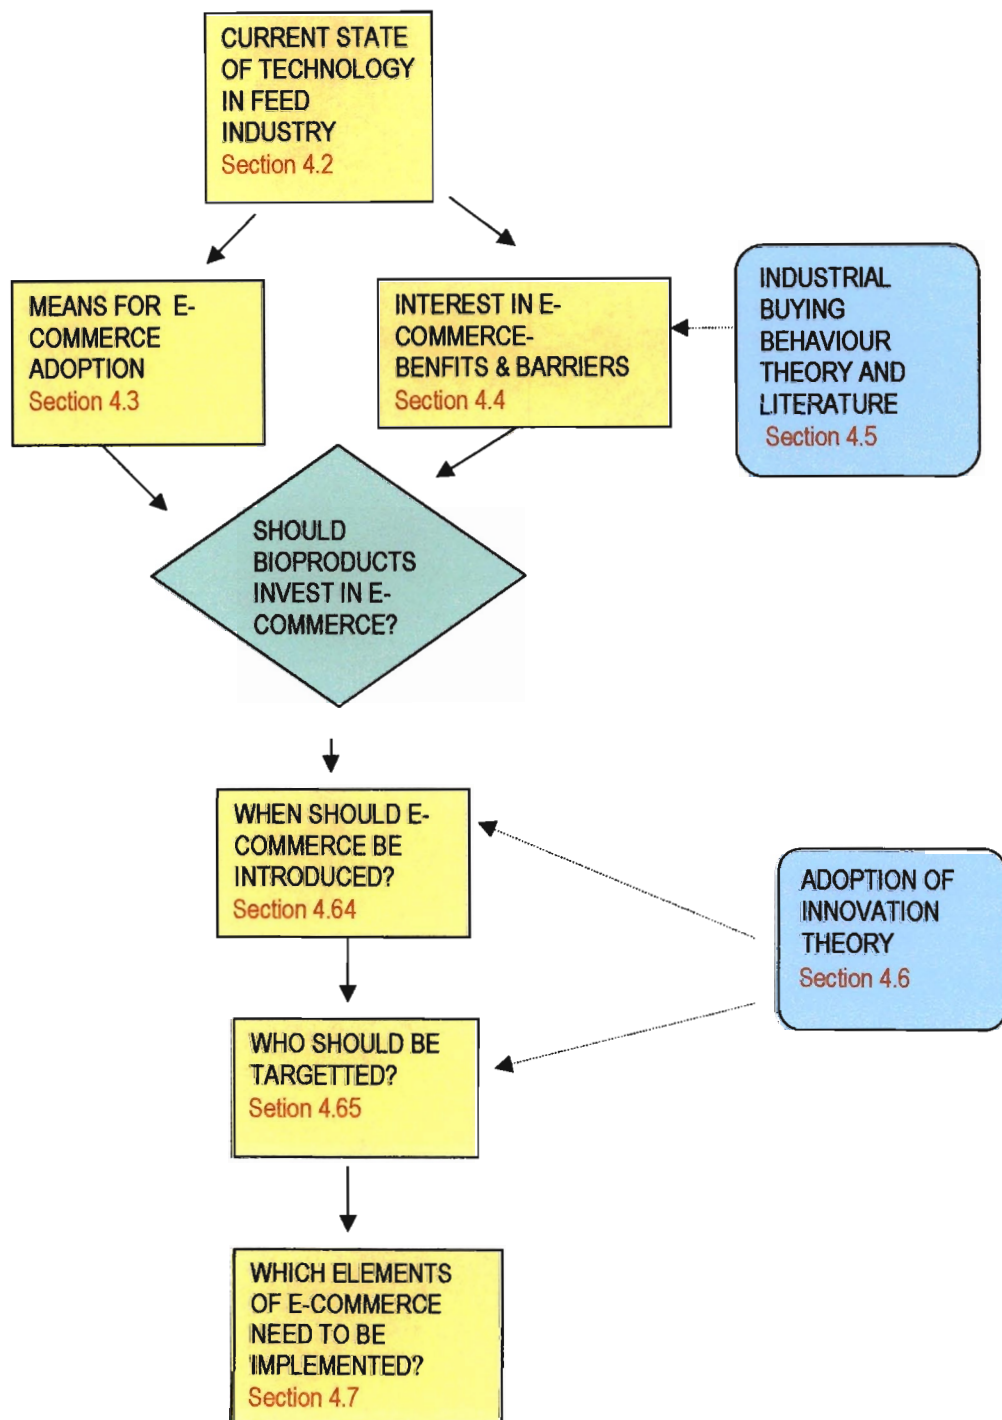 CURRENT STATE
OF TECHNOLOGY
IN FEED
INDUSTRY
Section 4.2
MEANS FOR E-
COMMERCE
ADOPTION
Section 4.3
INTEREST IN E-
COMMERCE-
BENFITS & BARRIERS
Section 4.4
INDUSTRIAL
BUYING
BEHAVIOUR
THEORY AND
LITERATURE
Section 4.5
SHOULD
BIOPRODUCTS
INVEST IN E-
COMMERCE?
WHEN SHOULD E-
COMMERCE BE
INTRODUCED?
Section 4.64
ADOPTION OF
INNOVATION
THEORY
Section 4.6
WHO SHOULD BE
TARGETTED?
Setion 4.65
WHICH ELEMENTS
OF E-COMMERCE
NEED TO BE
IMPLEMENTED?
Section 4.7